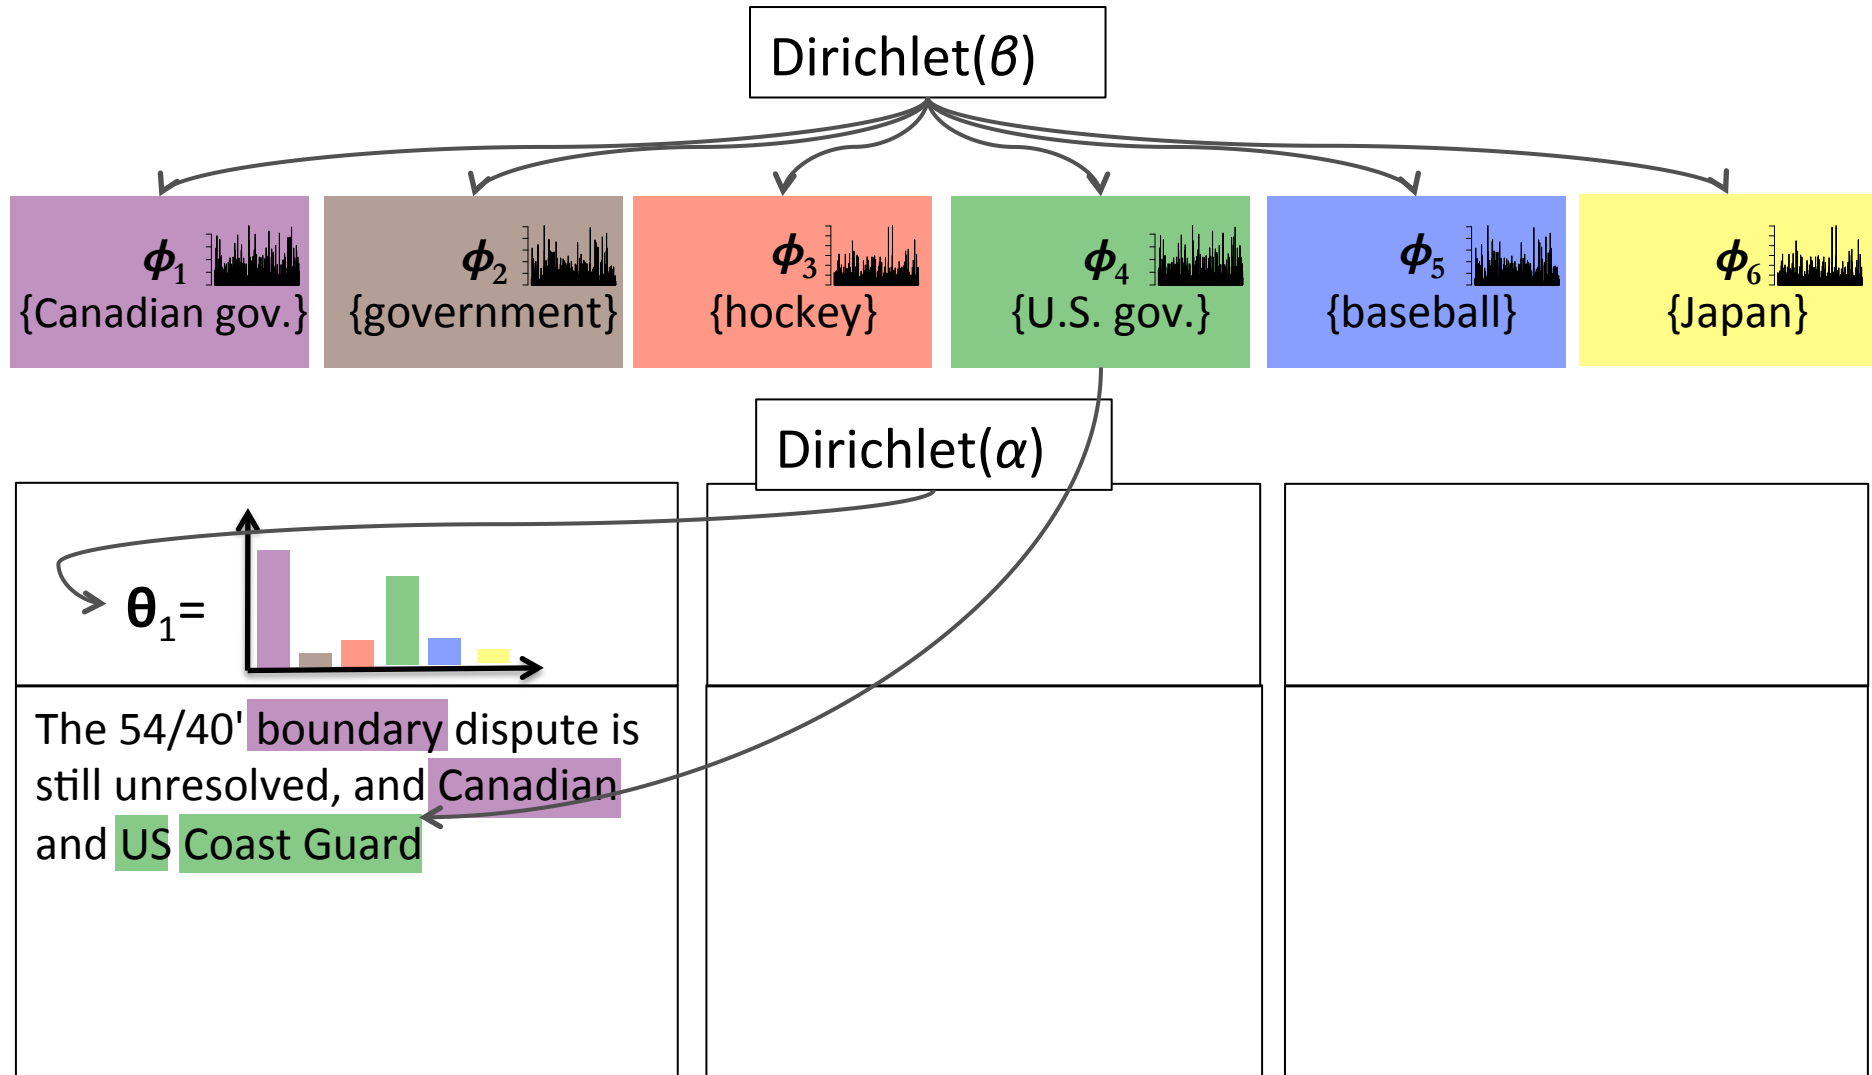 Dirichlet(β)
ϕ1 ϕ2 ϕ3 ϕ4 ϕ5 ϕ6
{Canadian gov.} {government} {hockey} {U.S. gov.} {baseball} {Japan}
Dirichlet(α)
θ1=
The 54/40' boundary dispute is
still unresolved, and Canadian
and US Coast Guard